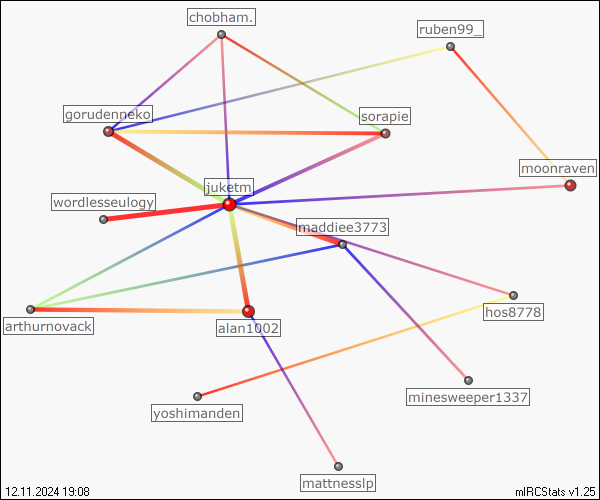 chobham.
ruben99_
gorudenneko
sorapie
moonraven
juketm
wordlesseulogy
maddiee3773
hos8778
arthurnovack
alan1002
minesweeper1337
yoshimanden
mattnesslp
12.11.2024 19:08
mIRCStats v1.25